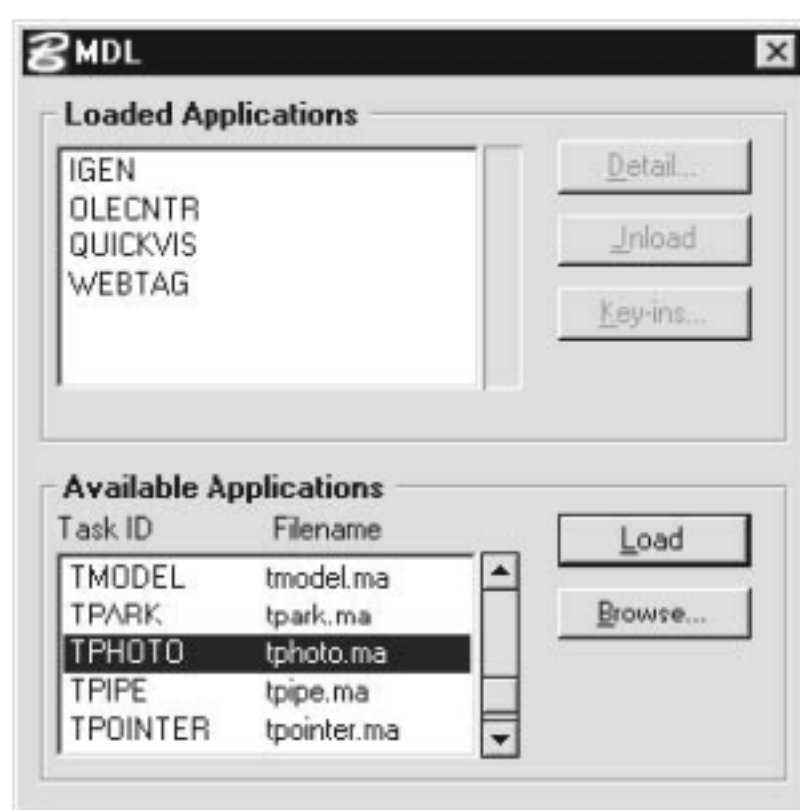 MDL
Loaded Applications
IGEN
OLECNTR
QUICKVIS
WEBTAG
Detail...
Unload
Key-ins...
Available Applications
Task ID Filename
TMODEL tmodel.ma
TPARK tpark.ma
TPHOTO tphoto.ma
TPIPE tpipe.ma
TPOINTER tpointer.ma
Load
Browse...